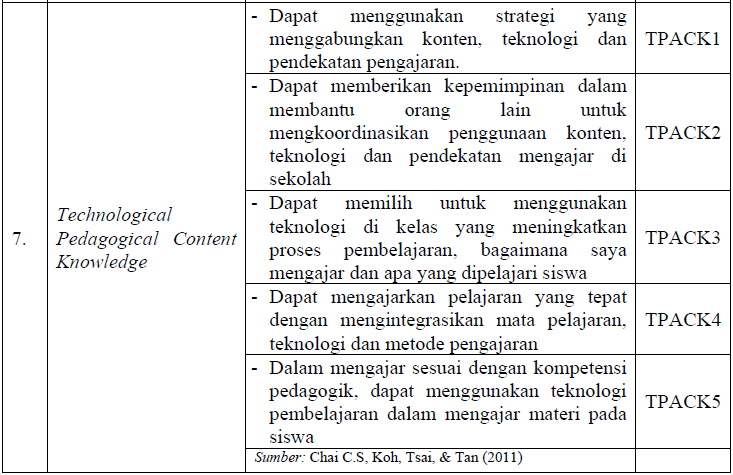 - Dapat menggunakan strategi yang
menggabungkan konten, teknologi dan
pendekatan pengajaran.
TPACK1
- Dapat memberikan kepemimpinan dalam
membantu orang lain untuk
mengkoordinasikan penggunaan konten,
teknologi dan pendekatan mengajar di
sekolah
TPACK2
7.
Technological
Pedagogical Content
Knowledge
- Dapat memilih untuk menggunakan
teknologi di kelas yang meningkatkan
proses pembelajaran, bagaimana saya
mengajar dan apa yang dipelajari siswa
TPACK3
- Dapat mengajarkan pelajaran yang tepat
dengan mengintegrasikan mata pelajaran,
teknologi dan metode pengajaran
TPACK4
- Dalam mengajar sesuai dengan kompetensi
pedagogik, dapat menggunakan teknologi
pembelajaran dalam mengajar materi pada
siswa
TPACK5
Sumber: Chai C.S, Koh, Tsai, & Tan (2011)